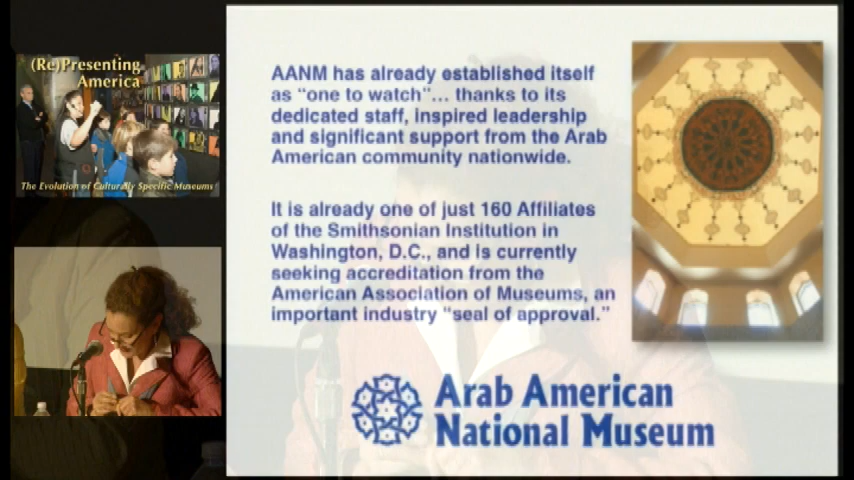 (Re)Presenting
America
The Evolution of Culturally Specific Museums
AANM has already established itself
as “one to watch”... thanks to its
dedicated staff, inspired leadership
and significant support from the Arab
American community nationwide.
It is already one of just 160 Affiliates
of the Smithsonian Institution in
Washington, D.C., and is currently
seeking accreditation from the
American Association of Museums, an
important industry “seal of approval.”
Arab American
National Museum